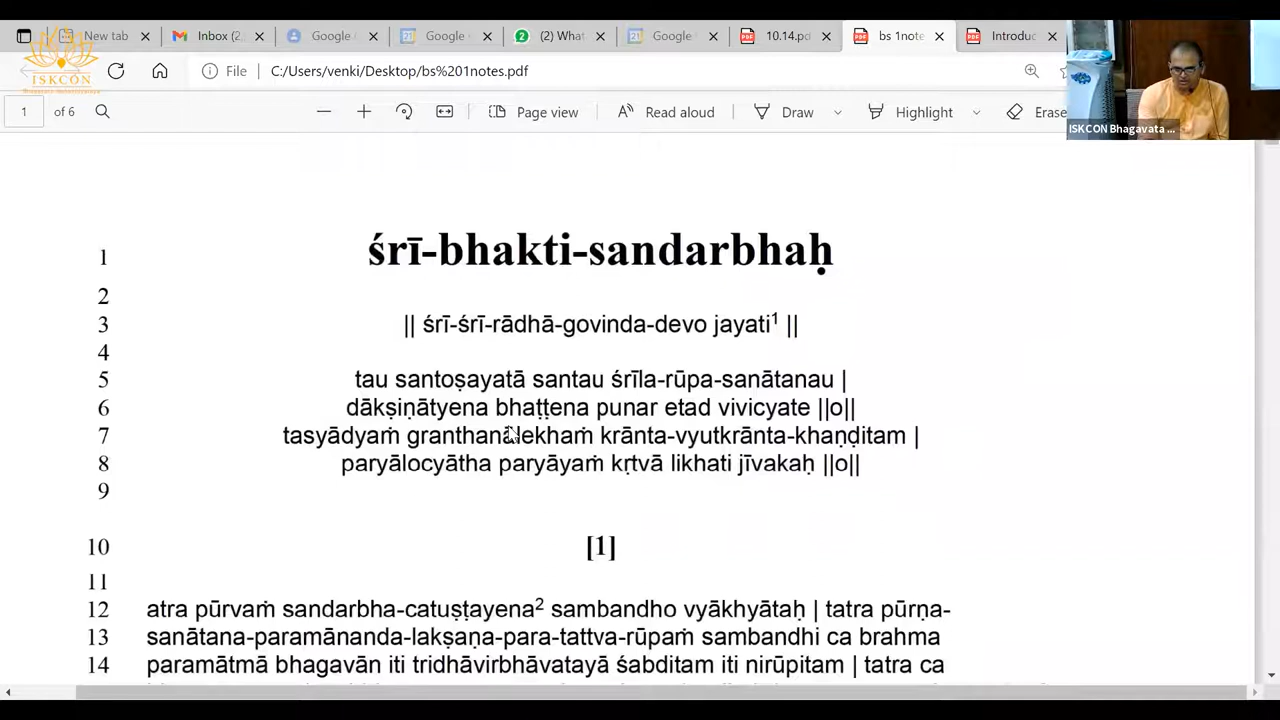 New tab
Inbox (2
Google (
Google (
(2) What
Google (
10.14.pd
bs 1note
Introduc
ISKCON
File
C:/Users/venki/Desktop/bs%201notes.pdf
1
of 6
Page view
Read aloud
Draw
Highlight
Erase
ISKCON Bhagavata ...
1 śrī-bhakti-sandarbhaḥ
2
3 || śrī-śrī-rādhā-govinda-devo jayati1 ||
4
5 tau santoṣayatā santau śrīla-rūpa-sanātanau |
6 dākṣiṇātyena bhaṭṭena punar etad vivicyate ||o||
7 tasyādyaṁ granthanālekhaṁ krānta-vyutkrānta-khaṇḍitam |
8 paryālocyātha paryāyaṁ kṛtvā likhati jīvakaḥ ||o||
9
10 [1]
11
12 atra pūrvaṁ sandarbha-catuṣṭayena2 sambandho vyākhyātaḥ | tatra pūrṇa-
13 sanātana-paramānanda-lakṣaṇa-para-tattva-rūpaṁ sambandhi ca brahma
14 paramātmā bhagavān iti tridhāvirbhāvatayā śabditam iti nirūpitam | tatra ca